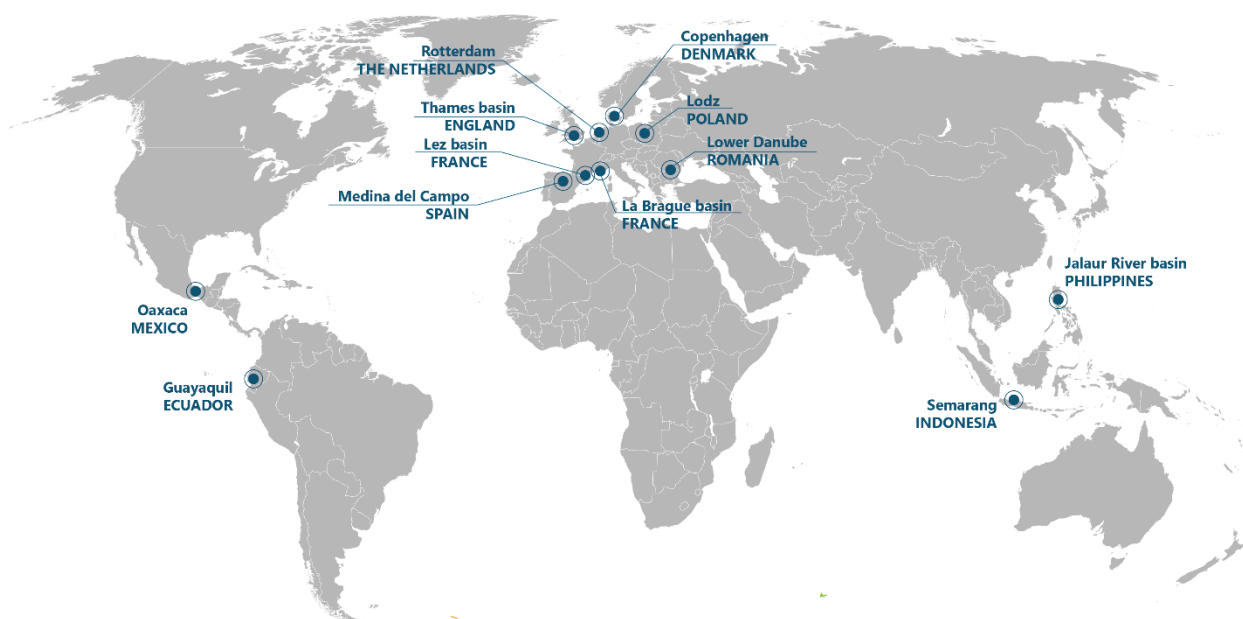 Copenhagen
DENMARK
Rotterdam
THE NETHERLANDS
Thames basin
ENGLAND
Lodz
POLAND
Lez basin
FRANCE
Lower Danube
ROMANIA
Medina del Campo
SPAIN
La Brague basin
FRANCE
Jalaur River basin
PHILIPPINES
Oaxaca
MEXICO
Guayaquil
ECUADOR
Semarang
INDONESIA